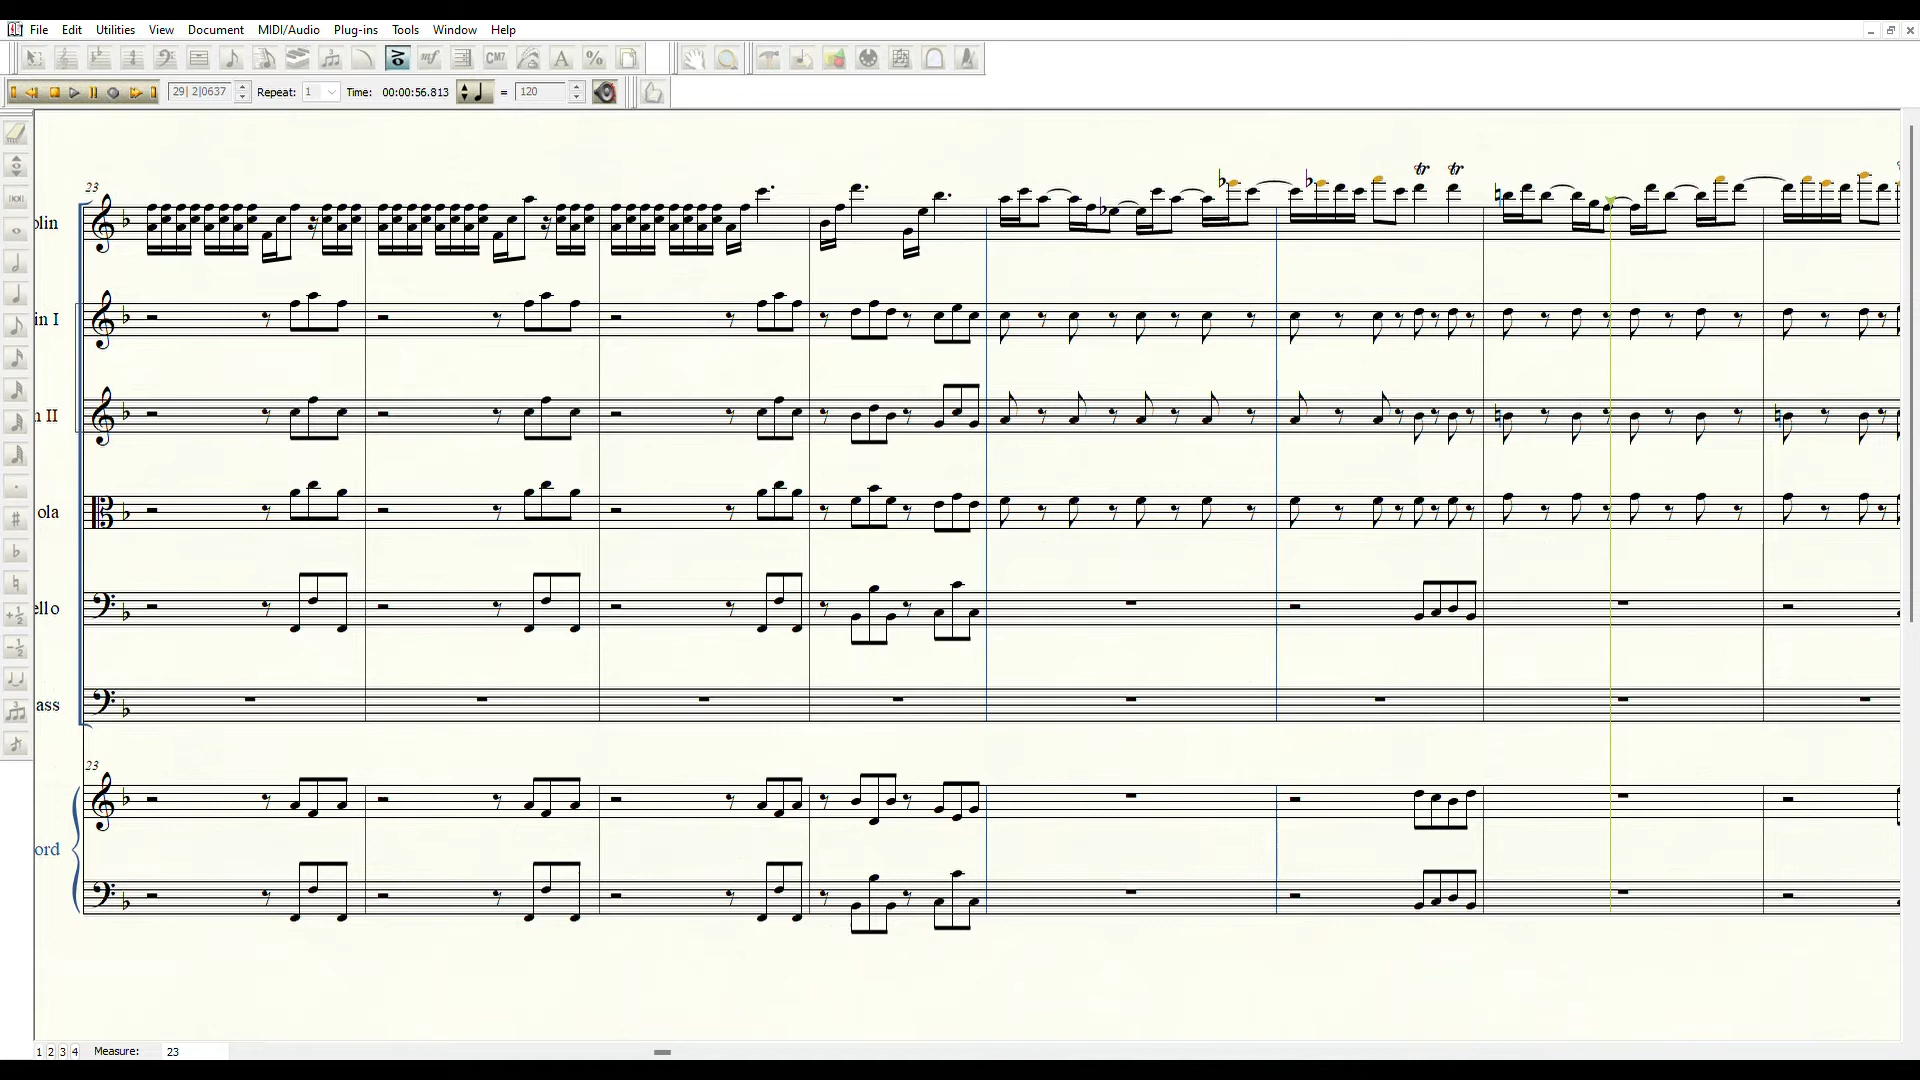 File Edit Utilities View Document MIDI/Audio Plug-ins Tools Window Help
mf CM7 A %
29| 2|0637 Repeat: 1 Time: 00:00:56.813 = 120
23
tr tr
olin
in I
n II
ola
ello
ass
23
ord
1 2 3 4 Measure: 23